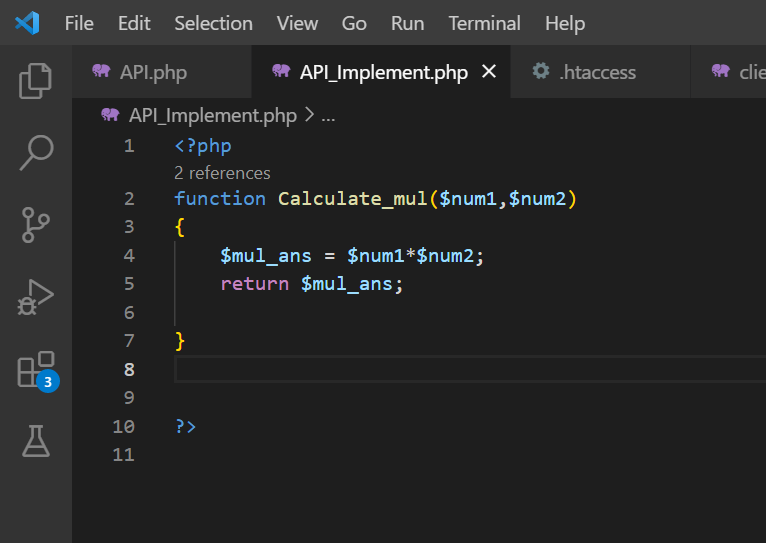 File Edit Selection View Go Run Terminal Help
API.php API_Implement.php .htaccess clie
API_Implement.php > ...
1 <?php
2 references
2 function Calculate_mul($num1,$num2)
3 {
4 $mul_ans = $num1*$num2;
5 return $mul_ans;
6
7 }
8
9
10 ?>
11
3